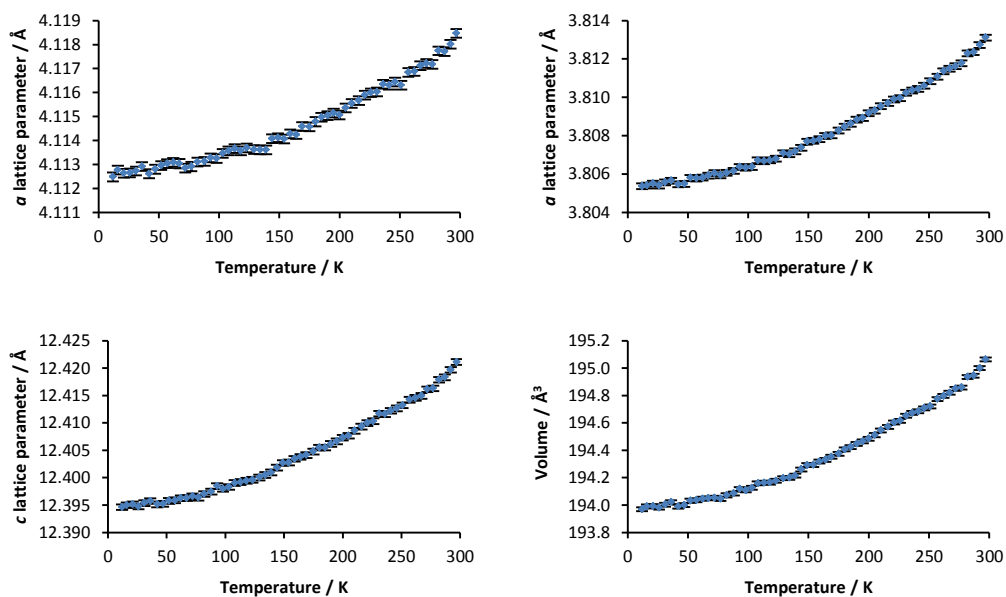 a lattice parameter / Å
4.119
4.118
4.117
4.116
4.115
4.114
4.113
4.112
4.111
0 50 100 150 200 250 300
Temperature / K
a lattice parameter / Å
3.814
3.812
3.810
3.808
3.806
3.804
0 50 100 150 200 250 300
Temperature / K
c lattice parameter / Å
12.425
12.420
12.415
12.410
12.405
12.400
12.395
12.390
0 50 100 150 200 250 300
Temperature / K
Volume / Å³
195.2
195.0
194.8
194.6
194.4
194.2
194.0
193.8
0 50 100 150 200 250 300
Temperature / K